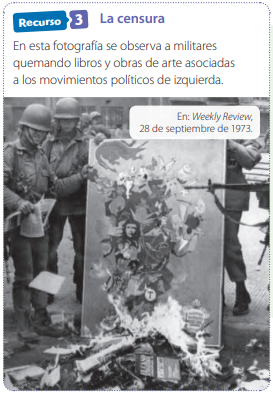 Recurso 3 La censura
En esta fotografía se observa a militares
quemando libros y obras de arte asociadas
a los movimientos políticos de izquierda.
En: Weekly Review,
28 de septiembre de 1973.